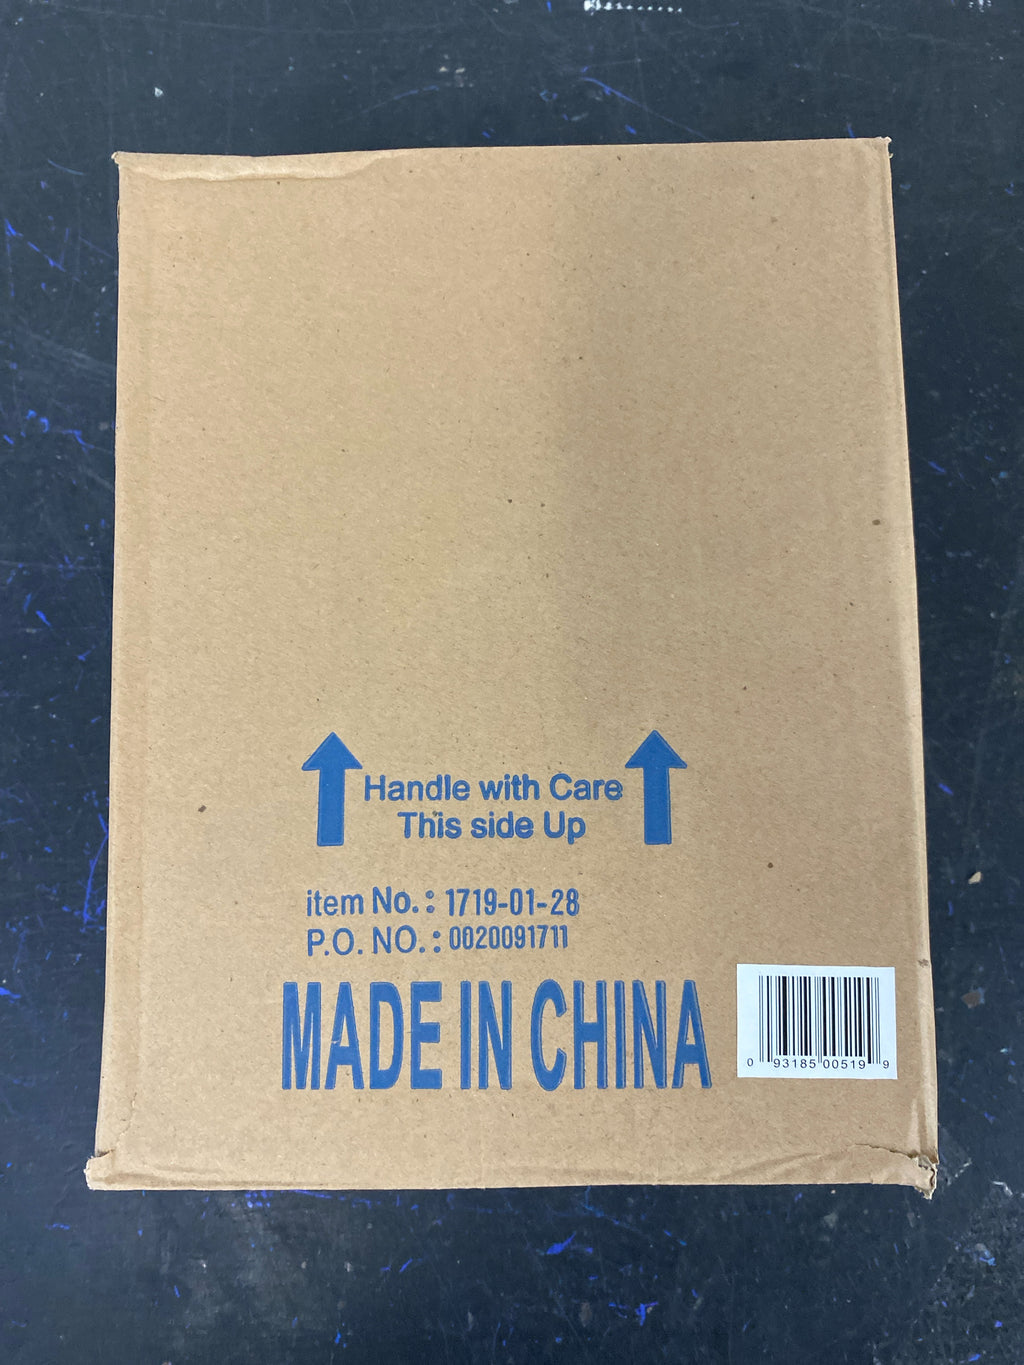 Handle with Care
This side Up
item No.: 1719-01-28
P.O. NO.: 0020091711
MADE IN CHINA
0 93185 00519 9